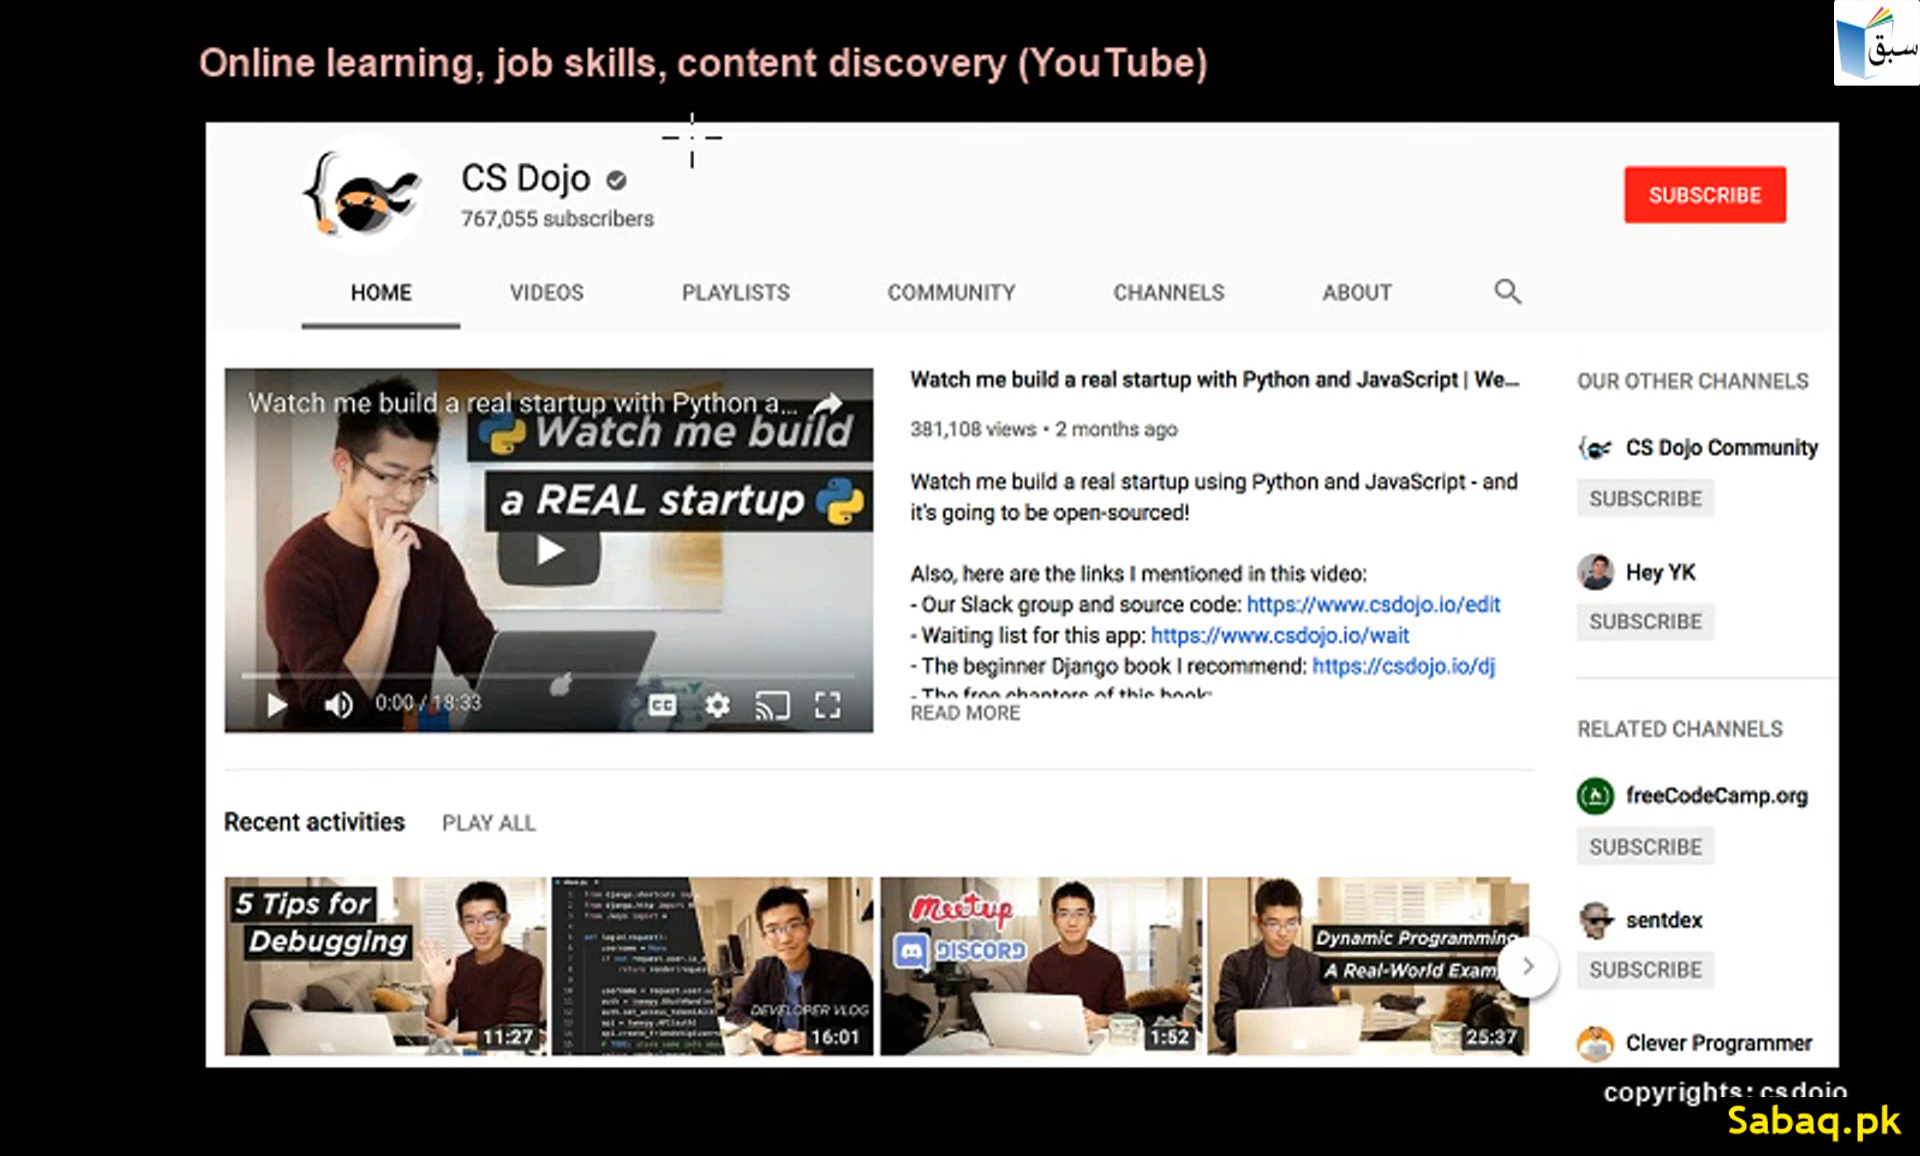 سبق
Online learning, job skills, content discovery (YouTube)
CS Dojo
767,055 subscribers
SUBSCRIBE
HOME VIDEOS PLAYLISTS COMMUNITY CHANNELS ABOUT
Watch me build a real startup with Python a...
Watch me build
a REAL startup
0:00 / 18:33
CC
Watch me build a real startup with Python and JavaScript | We...
381,108 views • 2 months ago
Watch me build a real startup using Python and JavaScript - and
it's going to be open-sourced!
Also, here are the links I mentioned in this video:
- Our Slack group and source code: https://www.csdojo.io/edit
- Waiting list for this app: https://www.csdojo.io/wait
- The beginner Django book I recommend: https://csdojo.io/dj
- The free chapters of this book:
READ MORE
OUR OTHER CHANNELS
CS Dojo Community
SUBSCRIBE
Hey YK
SUBSCRIBE
RELATED CHANNELS
freeCodeCamp.org
SUBSCRIBE
sentdex
SUBSCRIBE
Clever Programmer
Recent activities PLAY ALL
5 Tips for
Debugging
11:27
DEVELOPER VLOG
16:01
Meetup
DISCORD
1:52
Dynamic Programming
A Real-World Exam
25:37
copyrights: csdojo
Sabaq.pk